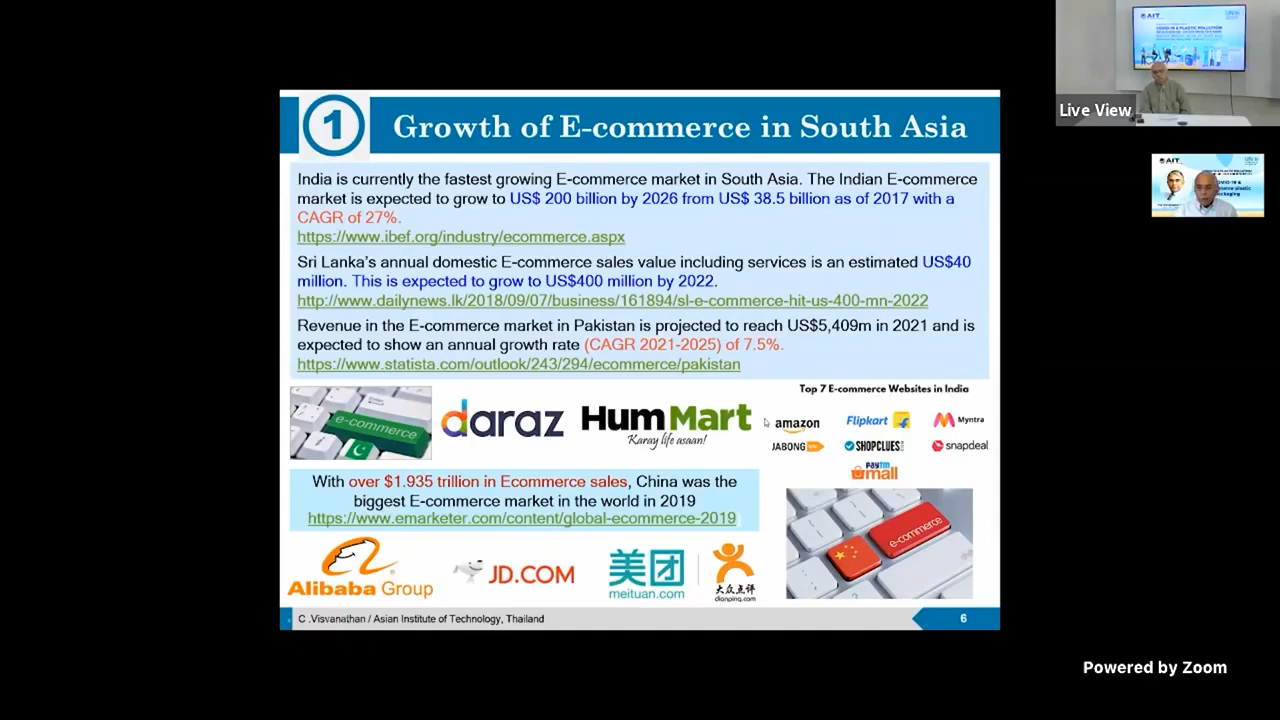 1
Growth of E-commerce in South Asia
India is currently the fastest growing E-commerce market in South Asia. The Indian E-commerce
market is expected to grow to US$ 200 billion by 2026 from US$ 38.5 billion as of 2017 with a
CAGR of 27%.
https://www.ibef.org/industry/ecommerce.aspx
Sri Lanka's annual domestic E-commerce sales value including services is an estimated US$40
million. This is expected to grow to US$400 million by 2022.
http://www.dailynews.lk/2018/09/07/business/161894/sl-e-commerce-hit-us-400-mn-2022
Revenue in the E-commerce market in Pakistan is projected to reach US$5,409m in 2021 and is
expected to show an annual growth rate (CAGR 2021-2025) of 7.5%.
https://www.statista.com/outlook/243/294/ecommerce/pakistan
e-commerce
daraz
HumMart
Karay life asaan!
Top 7 E-commerce Websites in India
amazon
Flipkart
Myntra
JABONG
SHOPCLUES
snapdeal
paytm
mall
With over $1.935 trillion in Ecommerce sales, China was the
biggest E-commerce market in the world in 2019
https://www.emarketer.com/content/global-ecommerce-2019
e-commerce
Alibaba Group
JD.COM
美团
meituan.com
大众点评
dianping.com
C .Visvanathan / Asian Institute of Technology, Thailand
6
AIT
COVID-19 & PLASTIC POLLUTION
Live View
AIT
Powered by Zoom